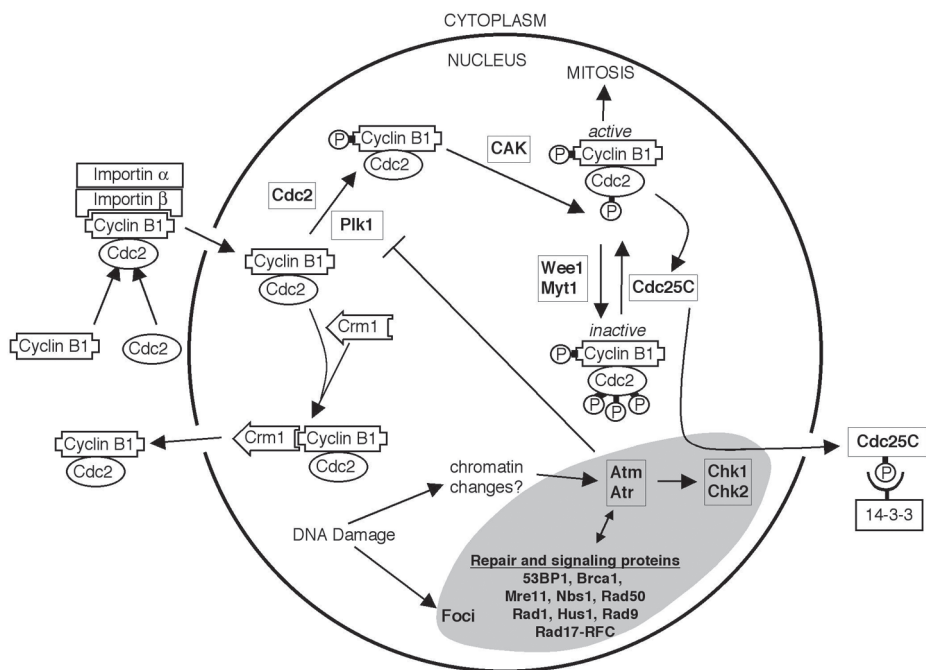 CYTOPLASM
NUCLEUS
MITOSIS
active
P
Cyclin B1
Cdc2
CAK
P
Cyclin B1
Cdc2
P
Importin α
Importin β
Cyclin B1
Cdc2
Cdc2
Plk1
Cyclin B1
Cdc2
Wee1
Myt1
Cdc25C
Cyclin B1
Cdc2
Crm1
inactive
P
Cyclin B1
Cdc2
P P P
Cyclin B1
Cdc2
Crm1
Cyclin B1
Cdc2
Cdc25C
P
14-3-3
chromatin
changes?
Atm
Atr
Chk1
Chk2
DNA Damage
Foci
Repair and signaling proteins
53BP1, Brca1,
Mre11, Nbs1, Rad50
Rad1, Hus1, Rad9
Rad17-RFC